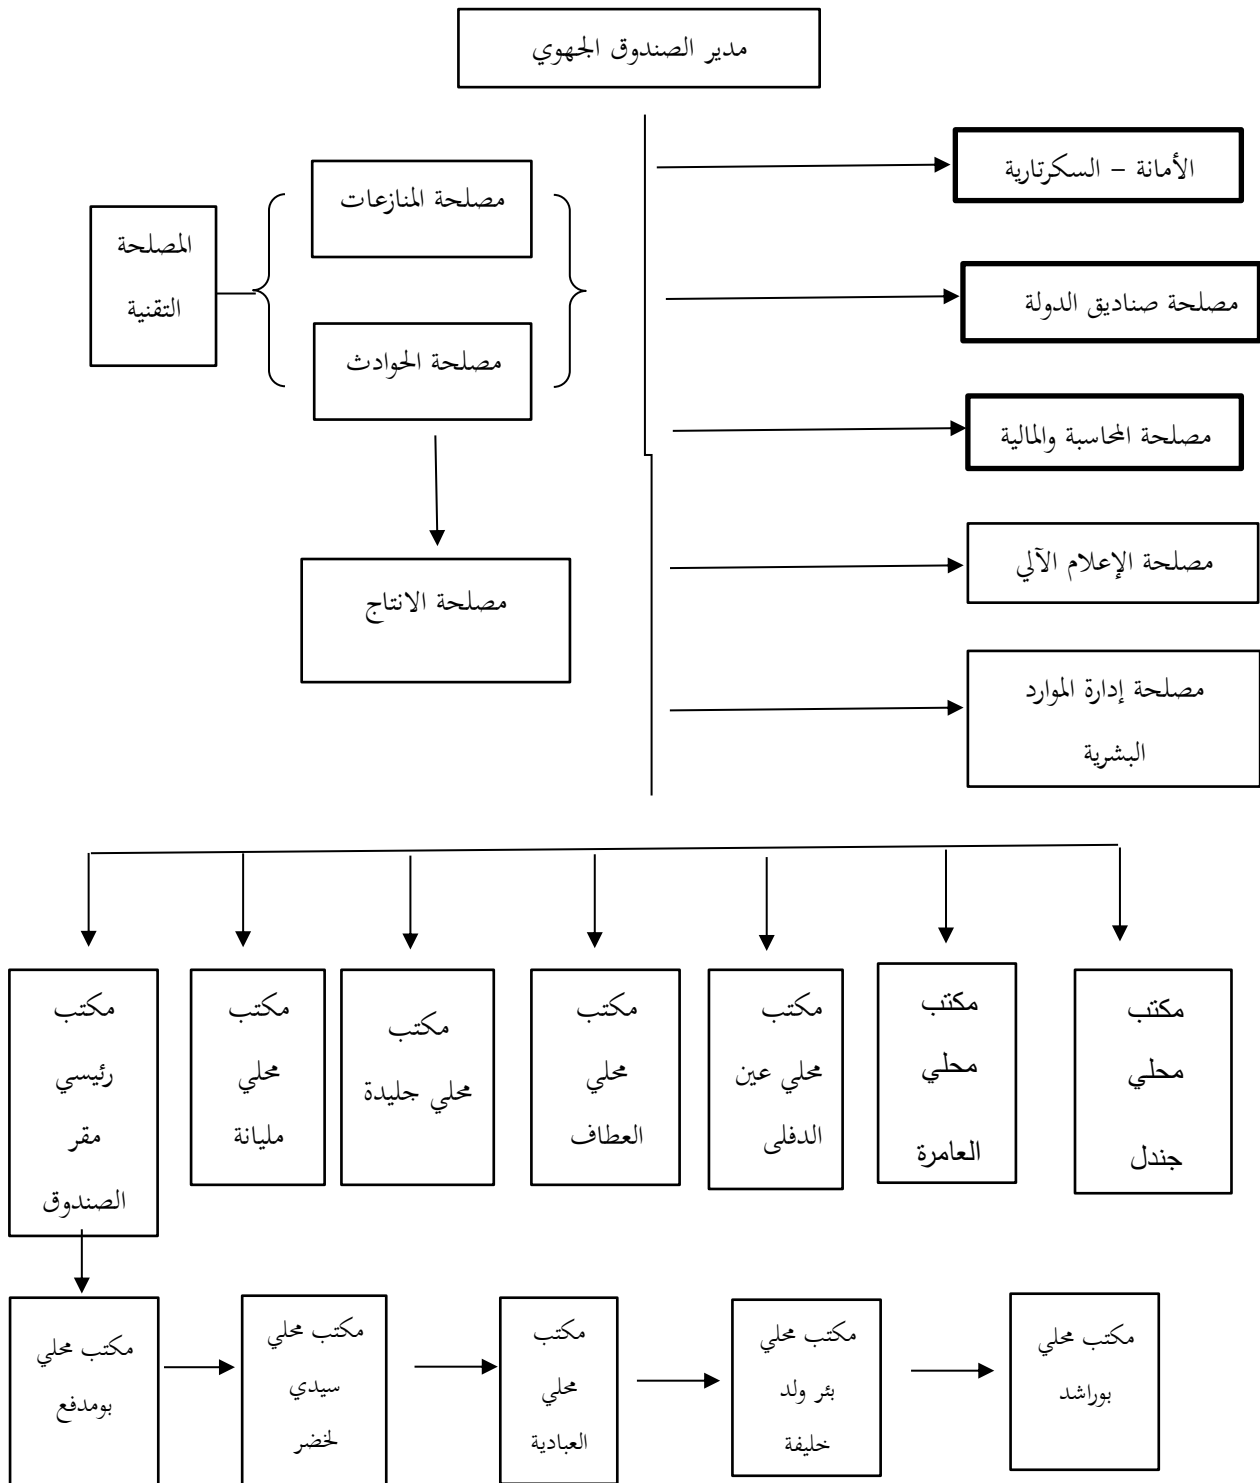 مدير الصندوق الجهوي
الأمانة – السكرتارية
مصلحة المنازعات
المصلحة
التقنية
مصلحة صناديق الدولة
مصلحة الحوادث
مصلحة المحاسبة والمالية
مصلحة الإعلام الآلي
مصلحة الانتاج
مصلحة إدارة الموارد
البشرية
مكتب
محلي
جندل
مكتب
محلي
العامرة
مكتب
محلي عين
الدفلى
مكتب
محلي
العطاف
مكتب
محلي جليدة
مكتب
محلي
مليانة
مكتب
رئيسي
مقر
الصندوق
مكتب محلي
بومدفع
مكتب محلي
سيدي
لخضر
مكتب
محلي
العبادية
مكتب محلي
بئر ولد
خليفة
مكتب محلي
بوراشد